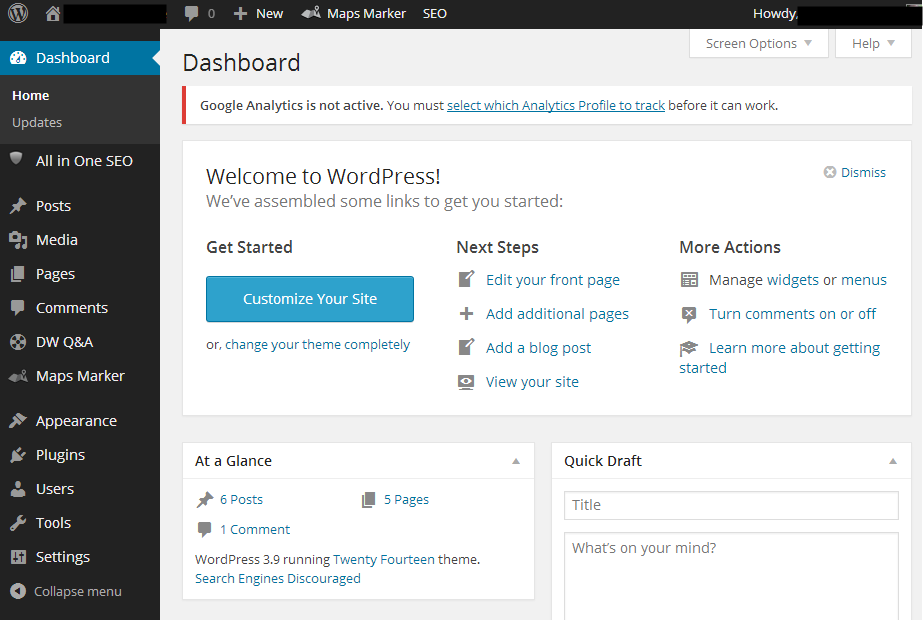 0 New Maps Marker SEO Howdy,
Dashboard
Home
Updates
All in One SEO
Posts
Media
Pages
Comments
DW Q&A
Maps Marker
Appearance
Plugins
Users
Tools
Settings
Collapse menu
Screen Options Help
Dashboard
Google Analytics is not active. You must select which Analytics Profile to track before it can work.
Welcome to WordPress!
Dismiss
We've assembled some links to get you started:
Get Started
Customize Your Site
or, change your theme completely
Next Steps
Edit your front page
Add additional pages
Add a blog post
View your site
More Actions
Manage widgets or menus
Turn comments on or off
Learn more about getting
started
At a Glance
6 Posts 5 Pages
1 Comment
WordPress 3.9 running Twenty Fourteen theme.
Search Engines Discouraged
Quick Draft
Title
What's on your mind?